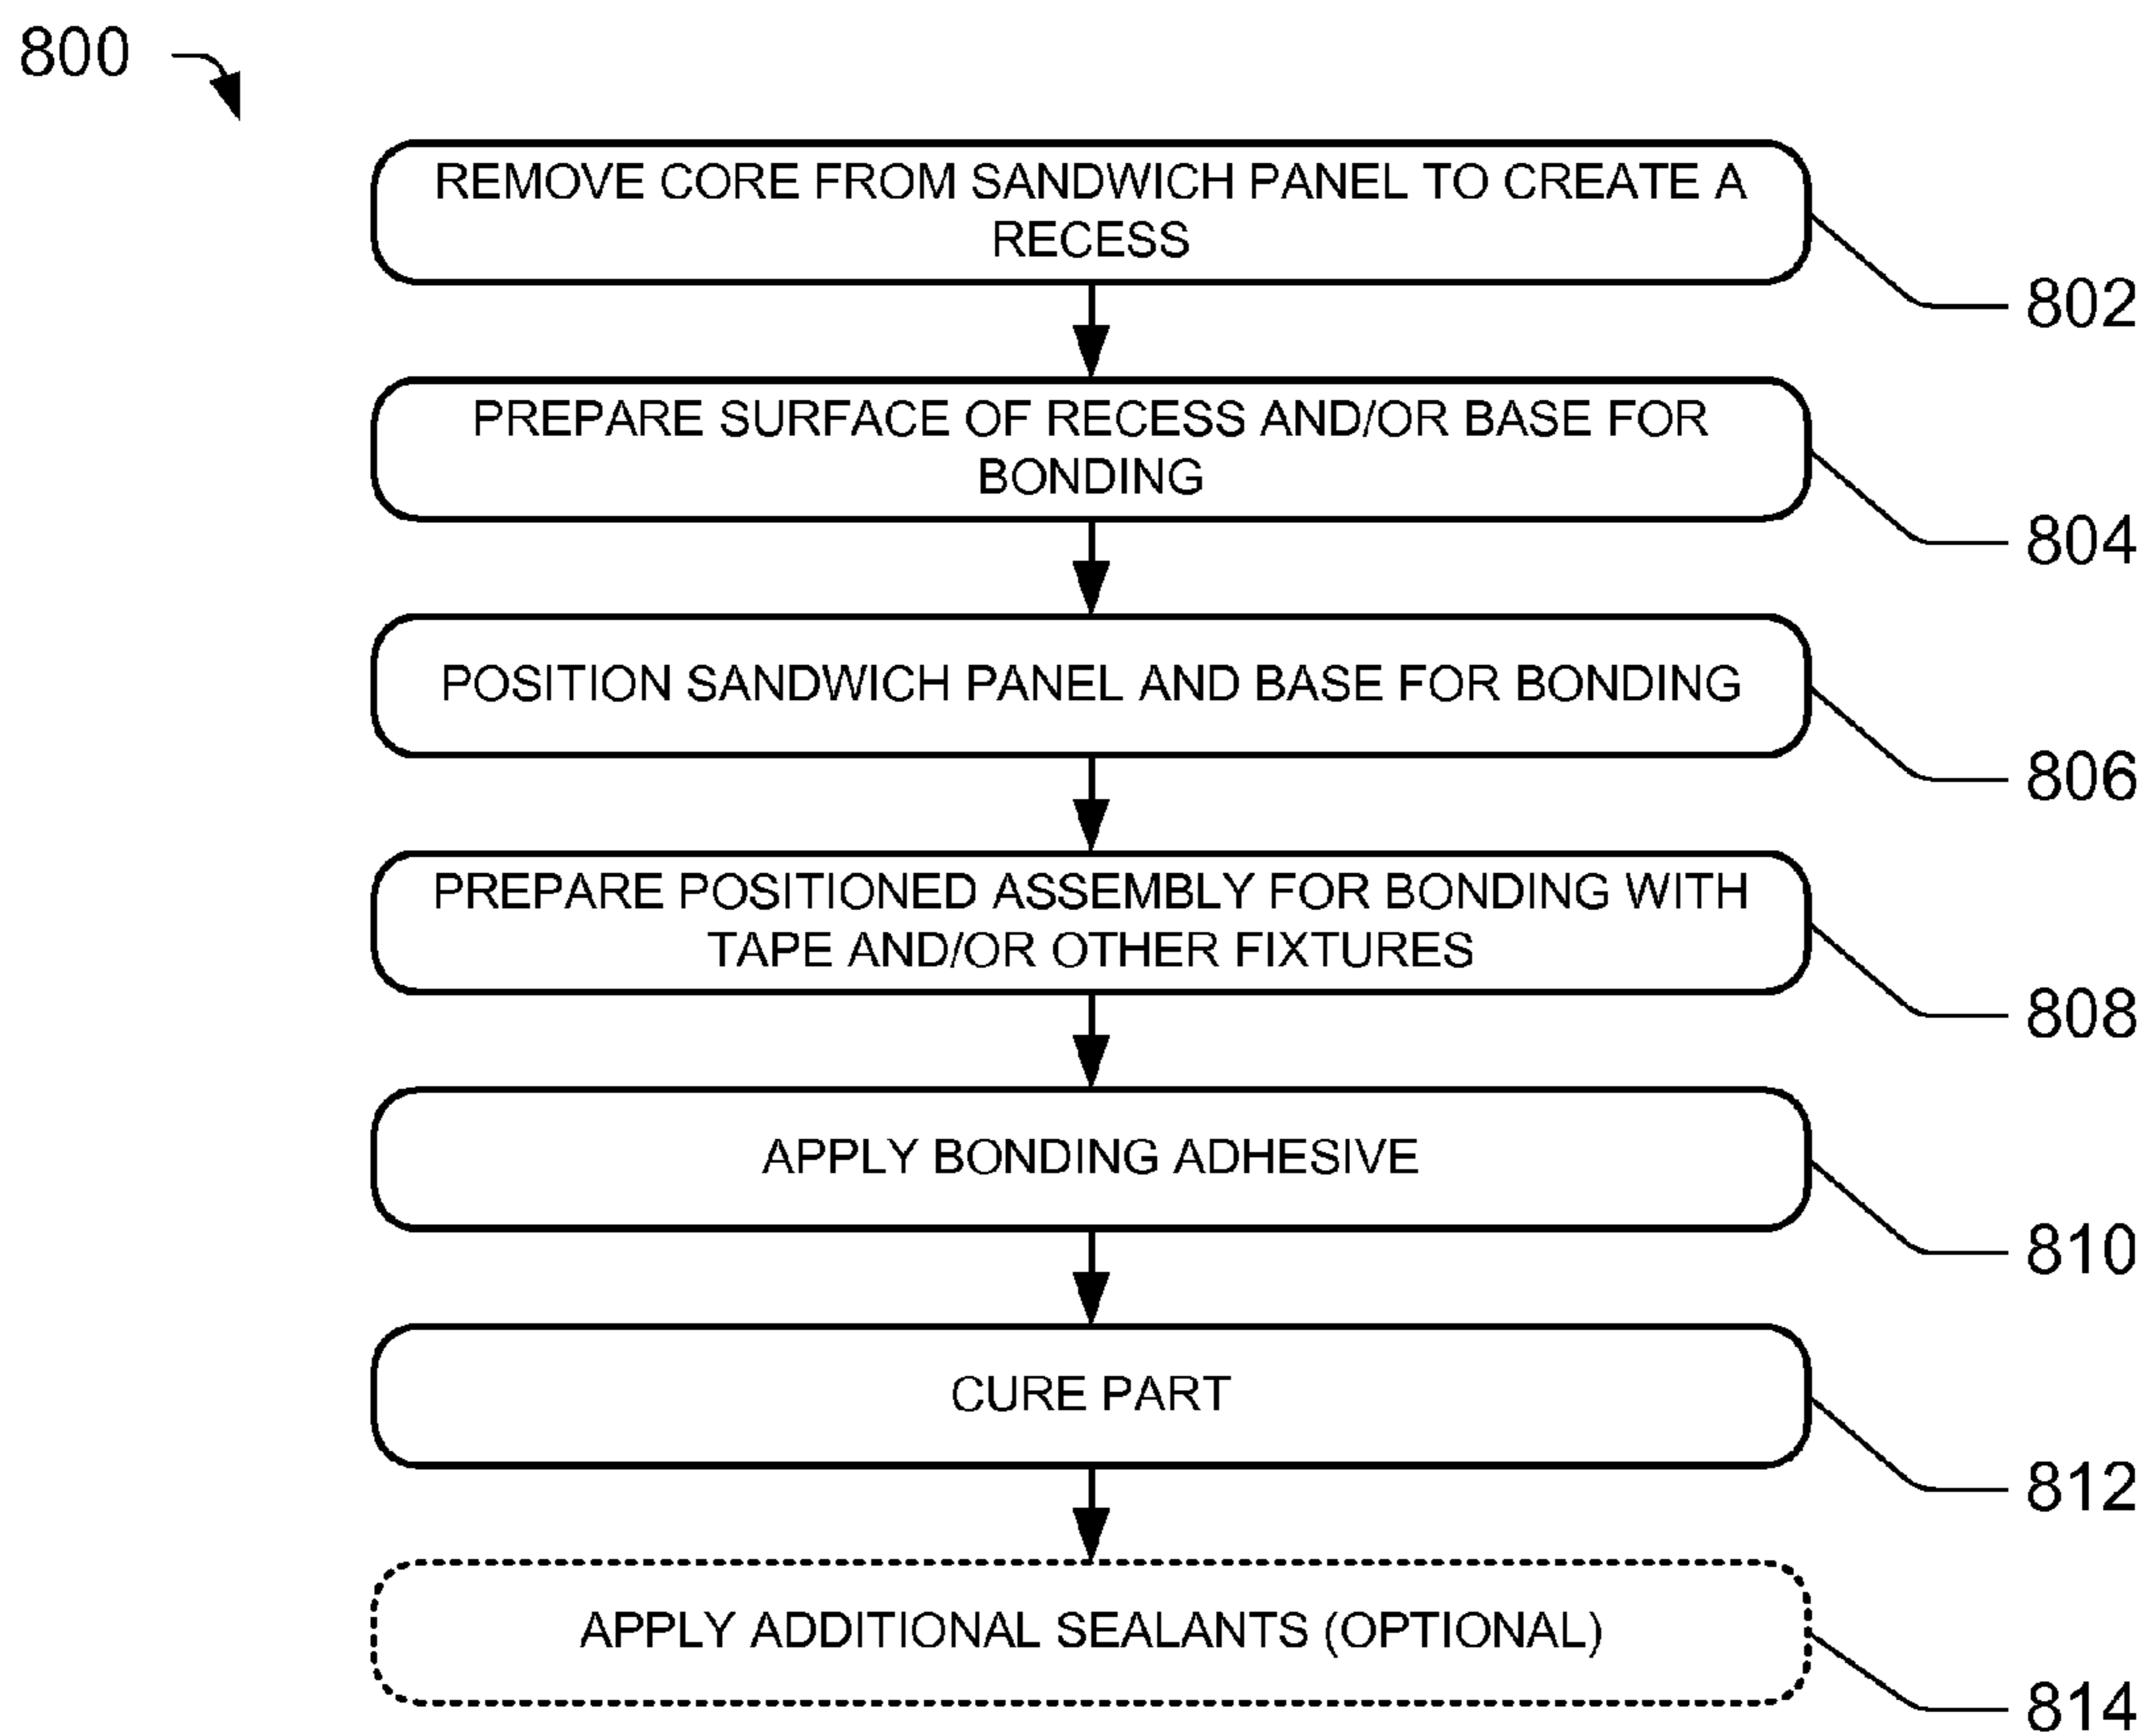 800
REMOVE CORE FROM SANDWICH PANEL TO CREATE A
RECESS
802
PREPARE SURFACE OF RECESS AND/OR BASE FOR
BONDING
804
POSITION SANDWICH PANEL AND BASE FOR BONDING
806
PREPARE POSITIONED ASSEMBLY FOR BONDING WITH
TAPE AND/OR OTHER FIXTURES
808
APPLY BONDING ADHESIVE
810
CURE PART
812
APPLY ADDITIONAL SEALANTS (OPTIONAL)
814